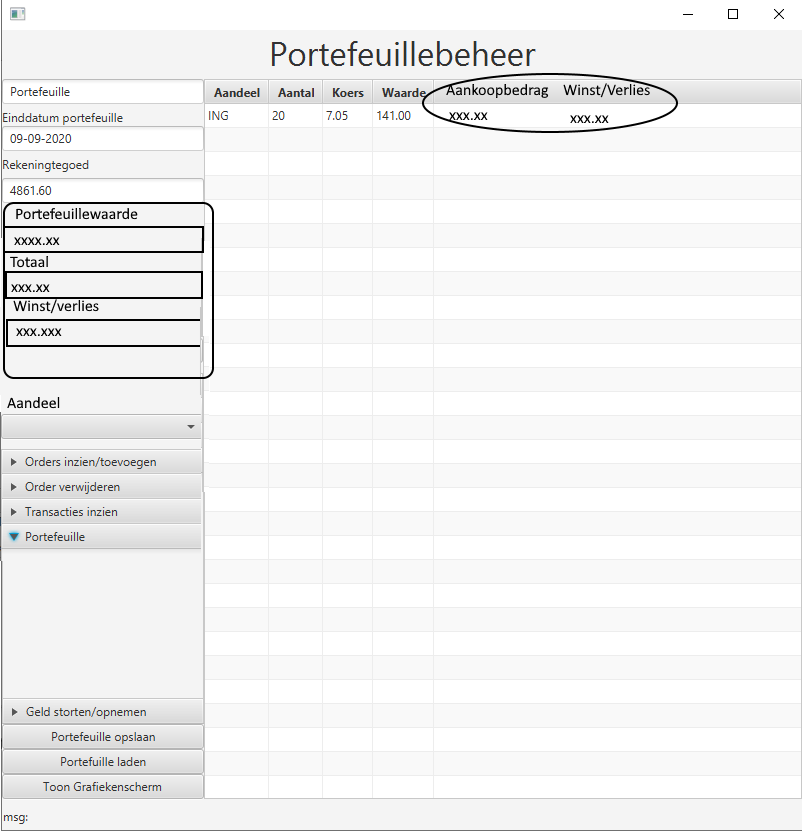 Portefeuillebeheer
Portefeuille
Einddatum portefeuille
09-09-2020
Rekeningtegoed
4861.60
Portefeuillewaarde
xxxx.xx
Totaal
xxx.xx
Winst/verlies
xxx.xxx
Aandeel
Orders inzien/toevoegen
Order verwijderen
Transacties inzien
Portefeuille
Geld storten/opnemen
Portefeuille opslaan
Portefuille laden
Toon Grafiekenscherm
msg:
Aandeel Aantal Koers Waarde Aankoopbedrag Winst/Verlies
ING 20 7.05 141.00 xxx.xx xxx.xx